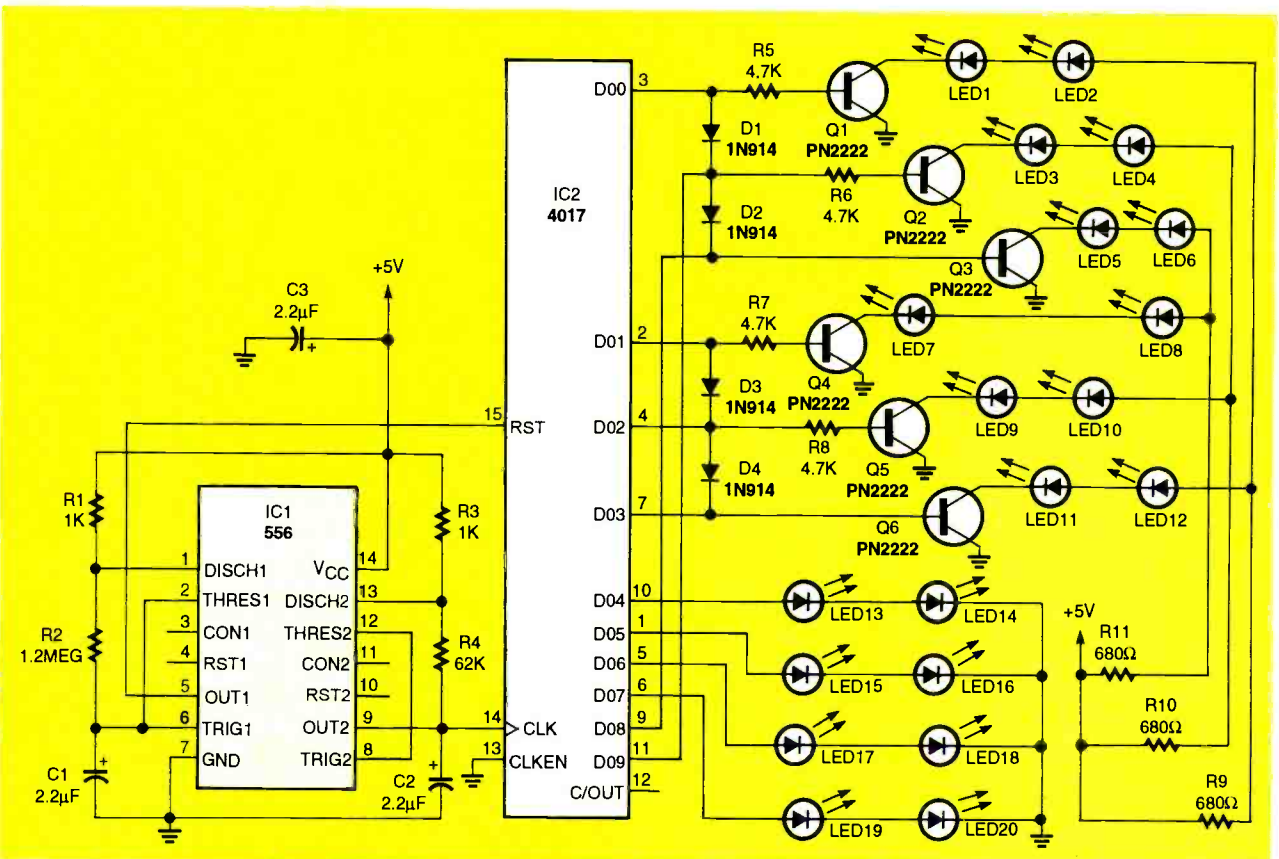 R5
4.7K
LED1
LED2
D00
3
D1
1N914
Q1
PN2222
LED3
LED4
IC2
4017
R6
4.7K
D2
1N914
Q2
PN2222
LED5
LED6
Q3
PN2222
+5V
C3
2.2µF
+
R7
4.7K
D01
2
LED7
LED8
D3
1N914
Q4
PN2222
15
RST
D02
4
R8
4.7K
LED9
LED10
D4
1N914
Q5
PN2222
D03
7
LED11
LED12
Q6
PN2222
R1
1K
IC1
556
R3
1K
1
DISCH1
VCC
14
2
THRES1
DISCH2
13
3
CON1
THRES2
12
4
RST1
CON2
11
5
OUT1
RST2
10
6
TRIG1
OUT2
9
7
GND
TRIG2
8
R2
1.2MEG
R4
62K
C1
2.2µF
+
C2
2.2µF
+
14
CLK
13
CLKEN
D04
10
D05
1
D06
5
D07
6
D08
9
D09
11
C/OUT
12
LED13
LED14
LED15
LED16
LED17
LED18
LED19
LED20
+5V
R11
680Ω
R10
680Ω
R9
680Ω